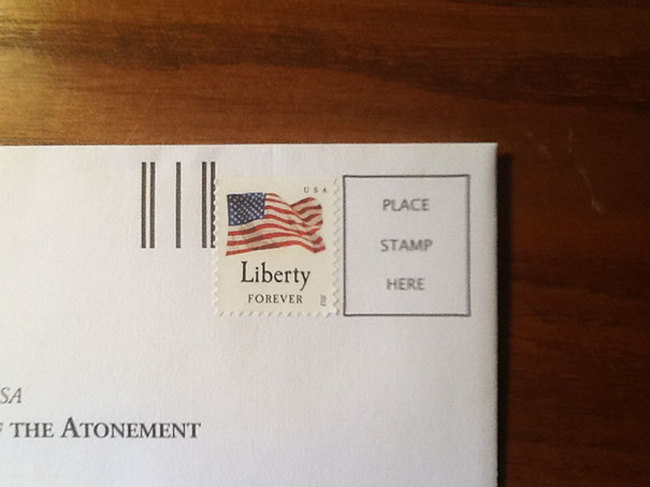 USA
Liberty
FOREVER
PLACE
STAMP
HERE
SA
THE ATONEMENT